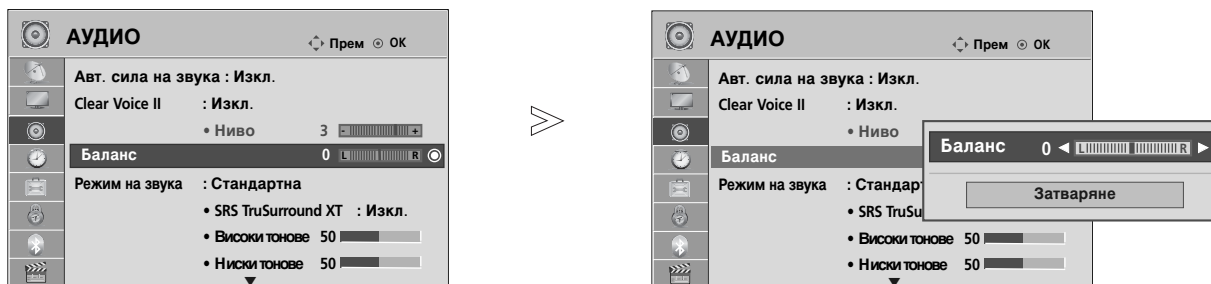 АУДИО
Прем ОК
Авт. сила на звука : Изкл.
Clear Voice II : Изкл.
• Ниво 3 - +
Баланс 0 L R
Режим на звука : Стандартна
• SRS TruSurround XT : Изкл.
• Високи тонове 50
• Ниски тонове 50
АУДИО
Прем ОК
Авт. сила на звука : Изкл.
Clear Voice II : Изкл.
• Ниво
Баланс
Режим на звука : Стандарт
• SRS TruSu
• Високи тонове 50
• Ниски тонове 50
Баланс 0 L R
Затваряне